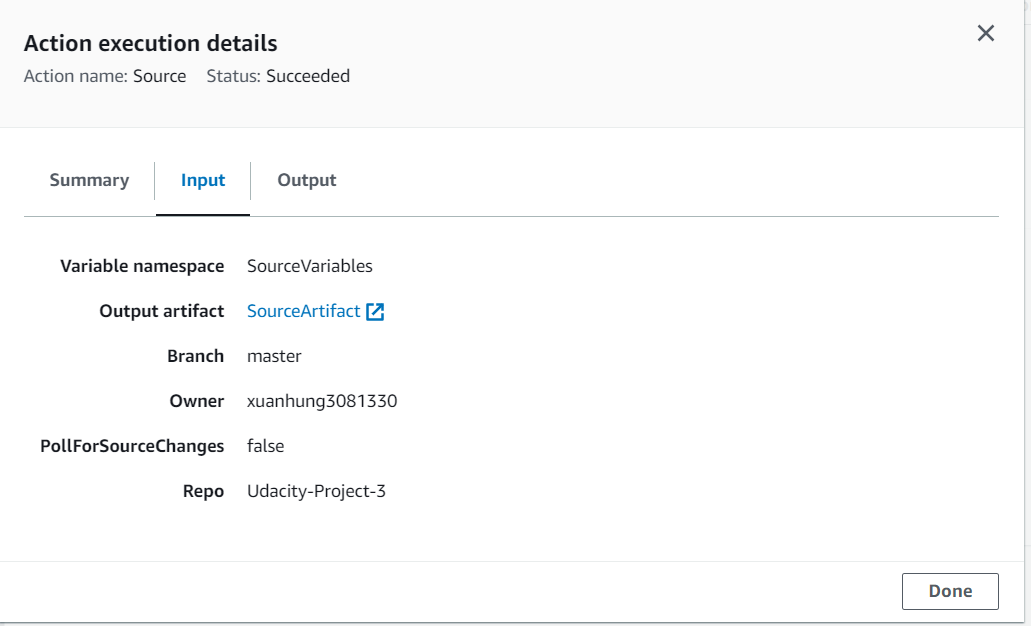 Action execution details
Action name: Source Status: Succeeded
Summary Input Output
Variable namespace SourceVariables
Output artifact SourceArtifact
Branch master
Owner xuanhung3081330
PollForSourceChanges false
Repo Udacity-Project-3
Done